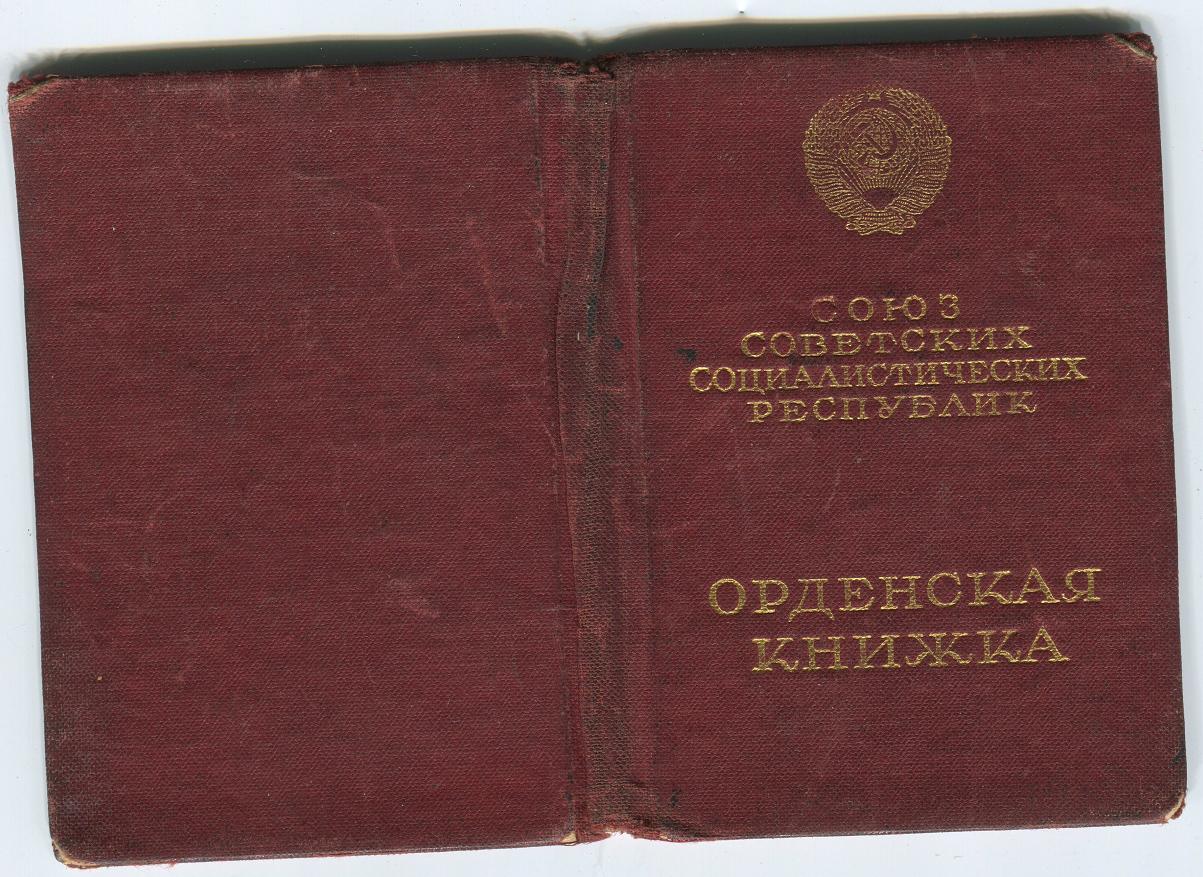 СОЮЗ
СОВЕТСКИХ
СОЦИАЛИСТИЧЕСКИХ
РЕСПУБЛИК
ОРДЕНСКАЯ
КНИЖКА